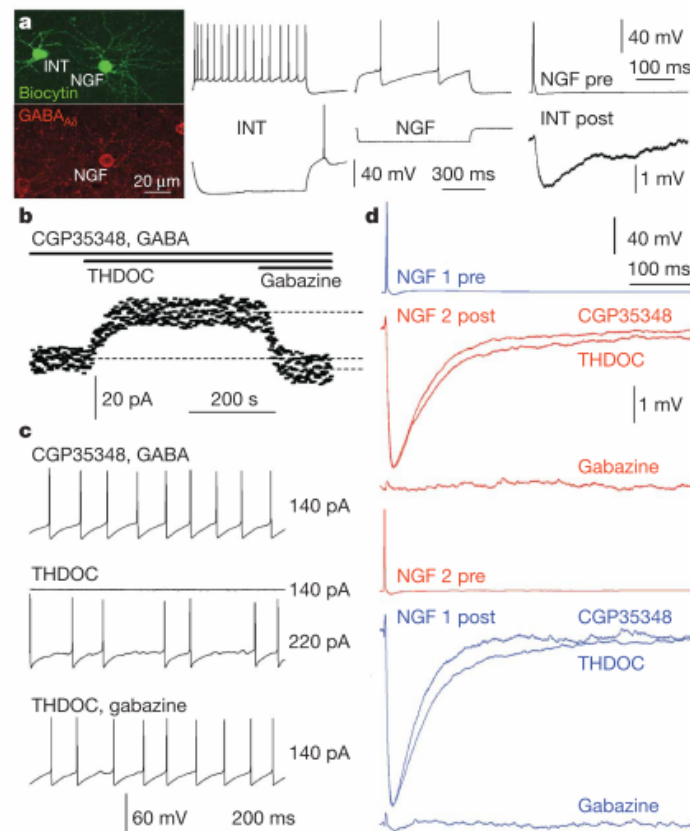 a
INT
NGF
Biocytin
GABA_Aδ
NGF
20 µm
INT
NGF
40 mV
300 ms
40 mV
100 ms
NGF pre
INT post
1 mV
b
CGP35348, GABA
THDOC
Gabazine
20 pA
200 s
c
CGP35348, GABA
140 pA
THDOC
140 pA
220 pA
THDOC, gabazine
140 pA
60 mV
200 ms
d
40 mV
100 ms
NGF 1 pre
NGF 2 post
CGP35348
THDOC
1 mV
Gabazine
NGF 2 pre
NGF 1 post
CGP35348
THDOC
Gabazine